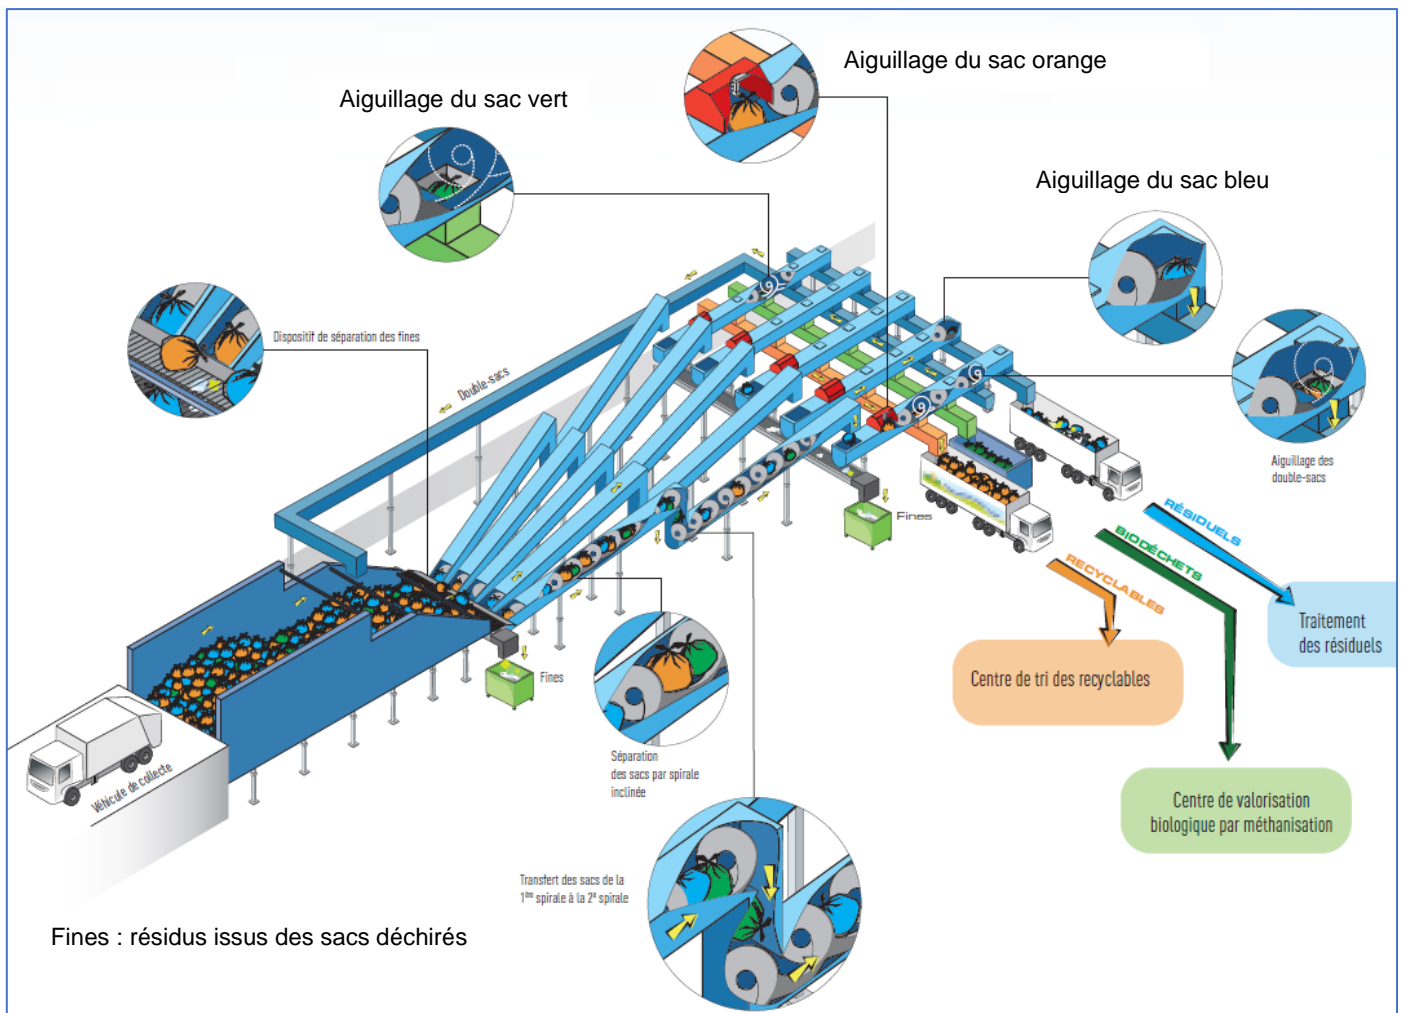 Aiguillage du sac orange
Aiguillage du sac vert
Aiguillage du sac bleu
Dispositif de séparation des fines
Double-sacs
Aiguillage des
double-sacs
Fines
RÉSIDUELS
BIODÉCHETS
RECYCLABLES
Traitement
des résiduels
Centre de tri des recyclables
Fines
Séparation
des sacs par spirale
inclinée
Véhicule de collecte
Centre de valorisation
biologique par méthanisation
Transfert des sacs de la
1ère spirale à la 2e spirale
Fines : résidus issus des sacs déchirés